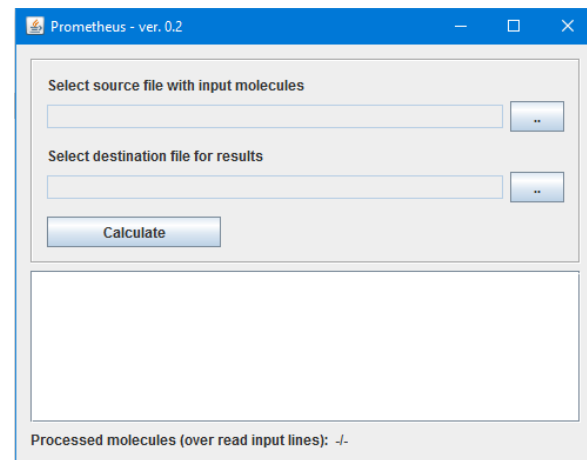 Prometheus - ver. 0.2
Select source file with input molecules
..
Select destination file for results
..
Calculate
Processed molecules (over read input lines): -/-